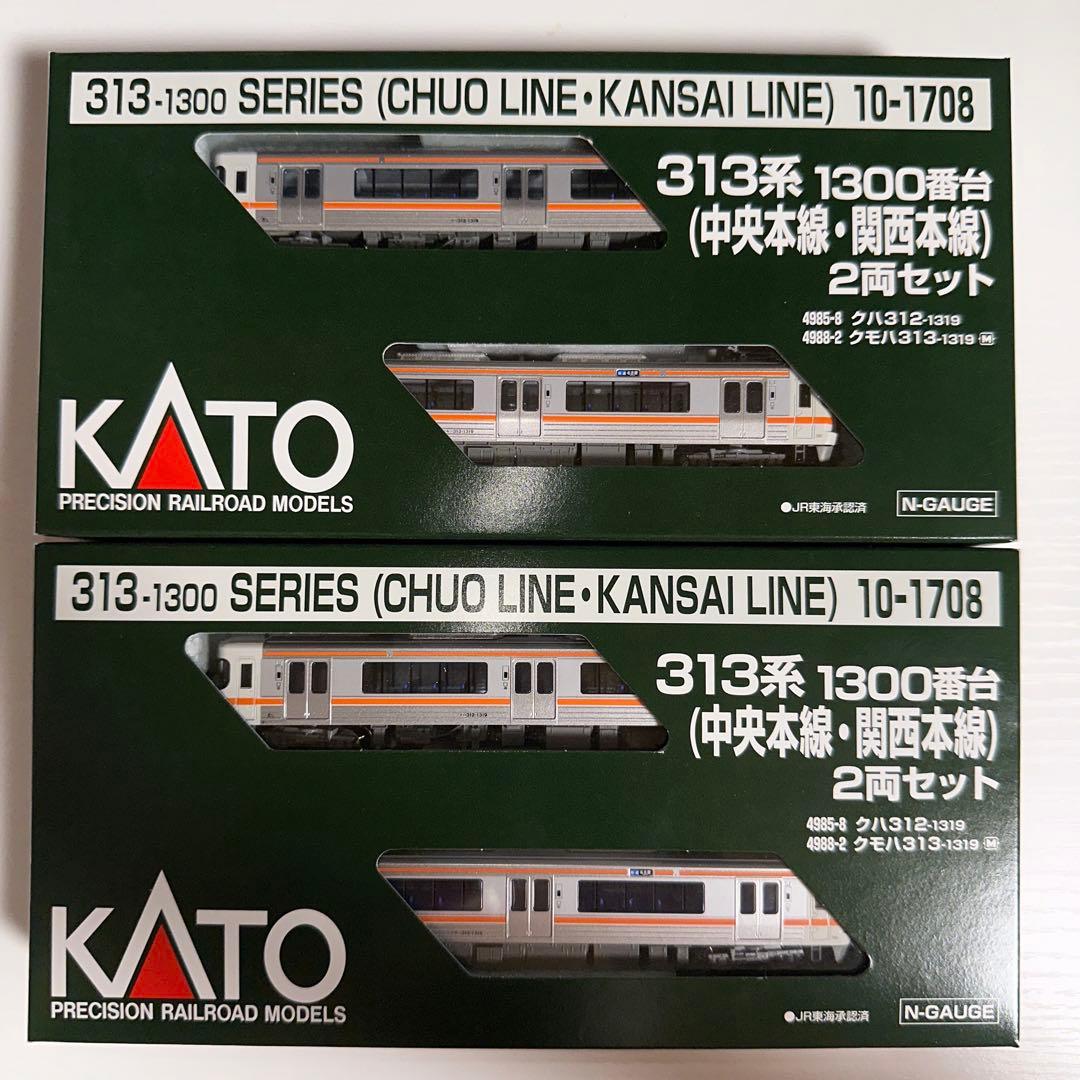 313-1300 SERIES (CHUO LINE・KANSAI LINE) 10-1708
313系 1300番台
(中央本線・関西本線)
2両セット
4985-8 クハ312-1319
4988-2 クモハ313-1319 M
KATO
PRECISION RAILROAD MODELS
●JR東海承認済
N-GAUGE
313-1300 SERIES (CHUO LINE・KANSAI LINE) 10-1708
313系 1300番台
(中央本線・関西本線)
2両セット
4985-8 クハ312-1319
4988-2 クモハ313-1319 M
KATO
PRECISION RAILROAD MODELS
●JR東海承認済
N-GAUGE